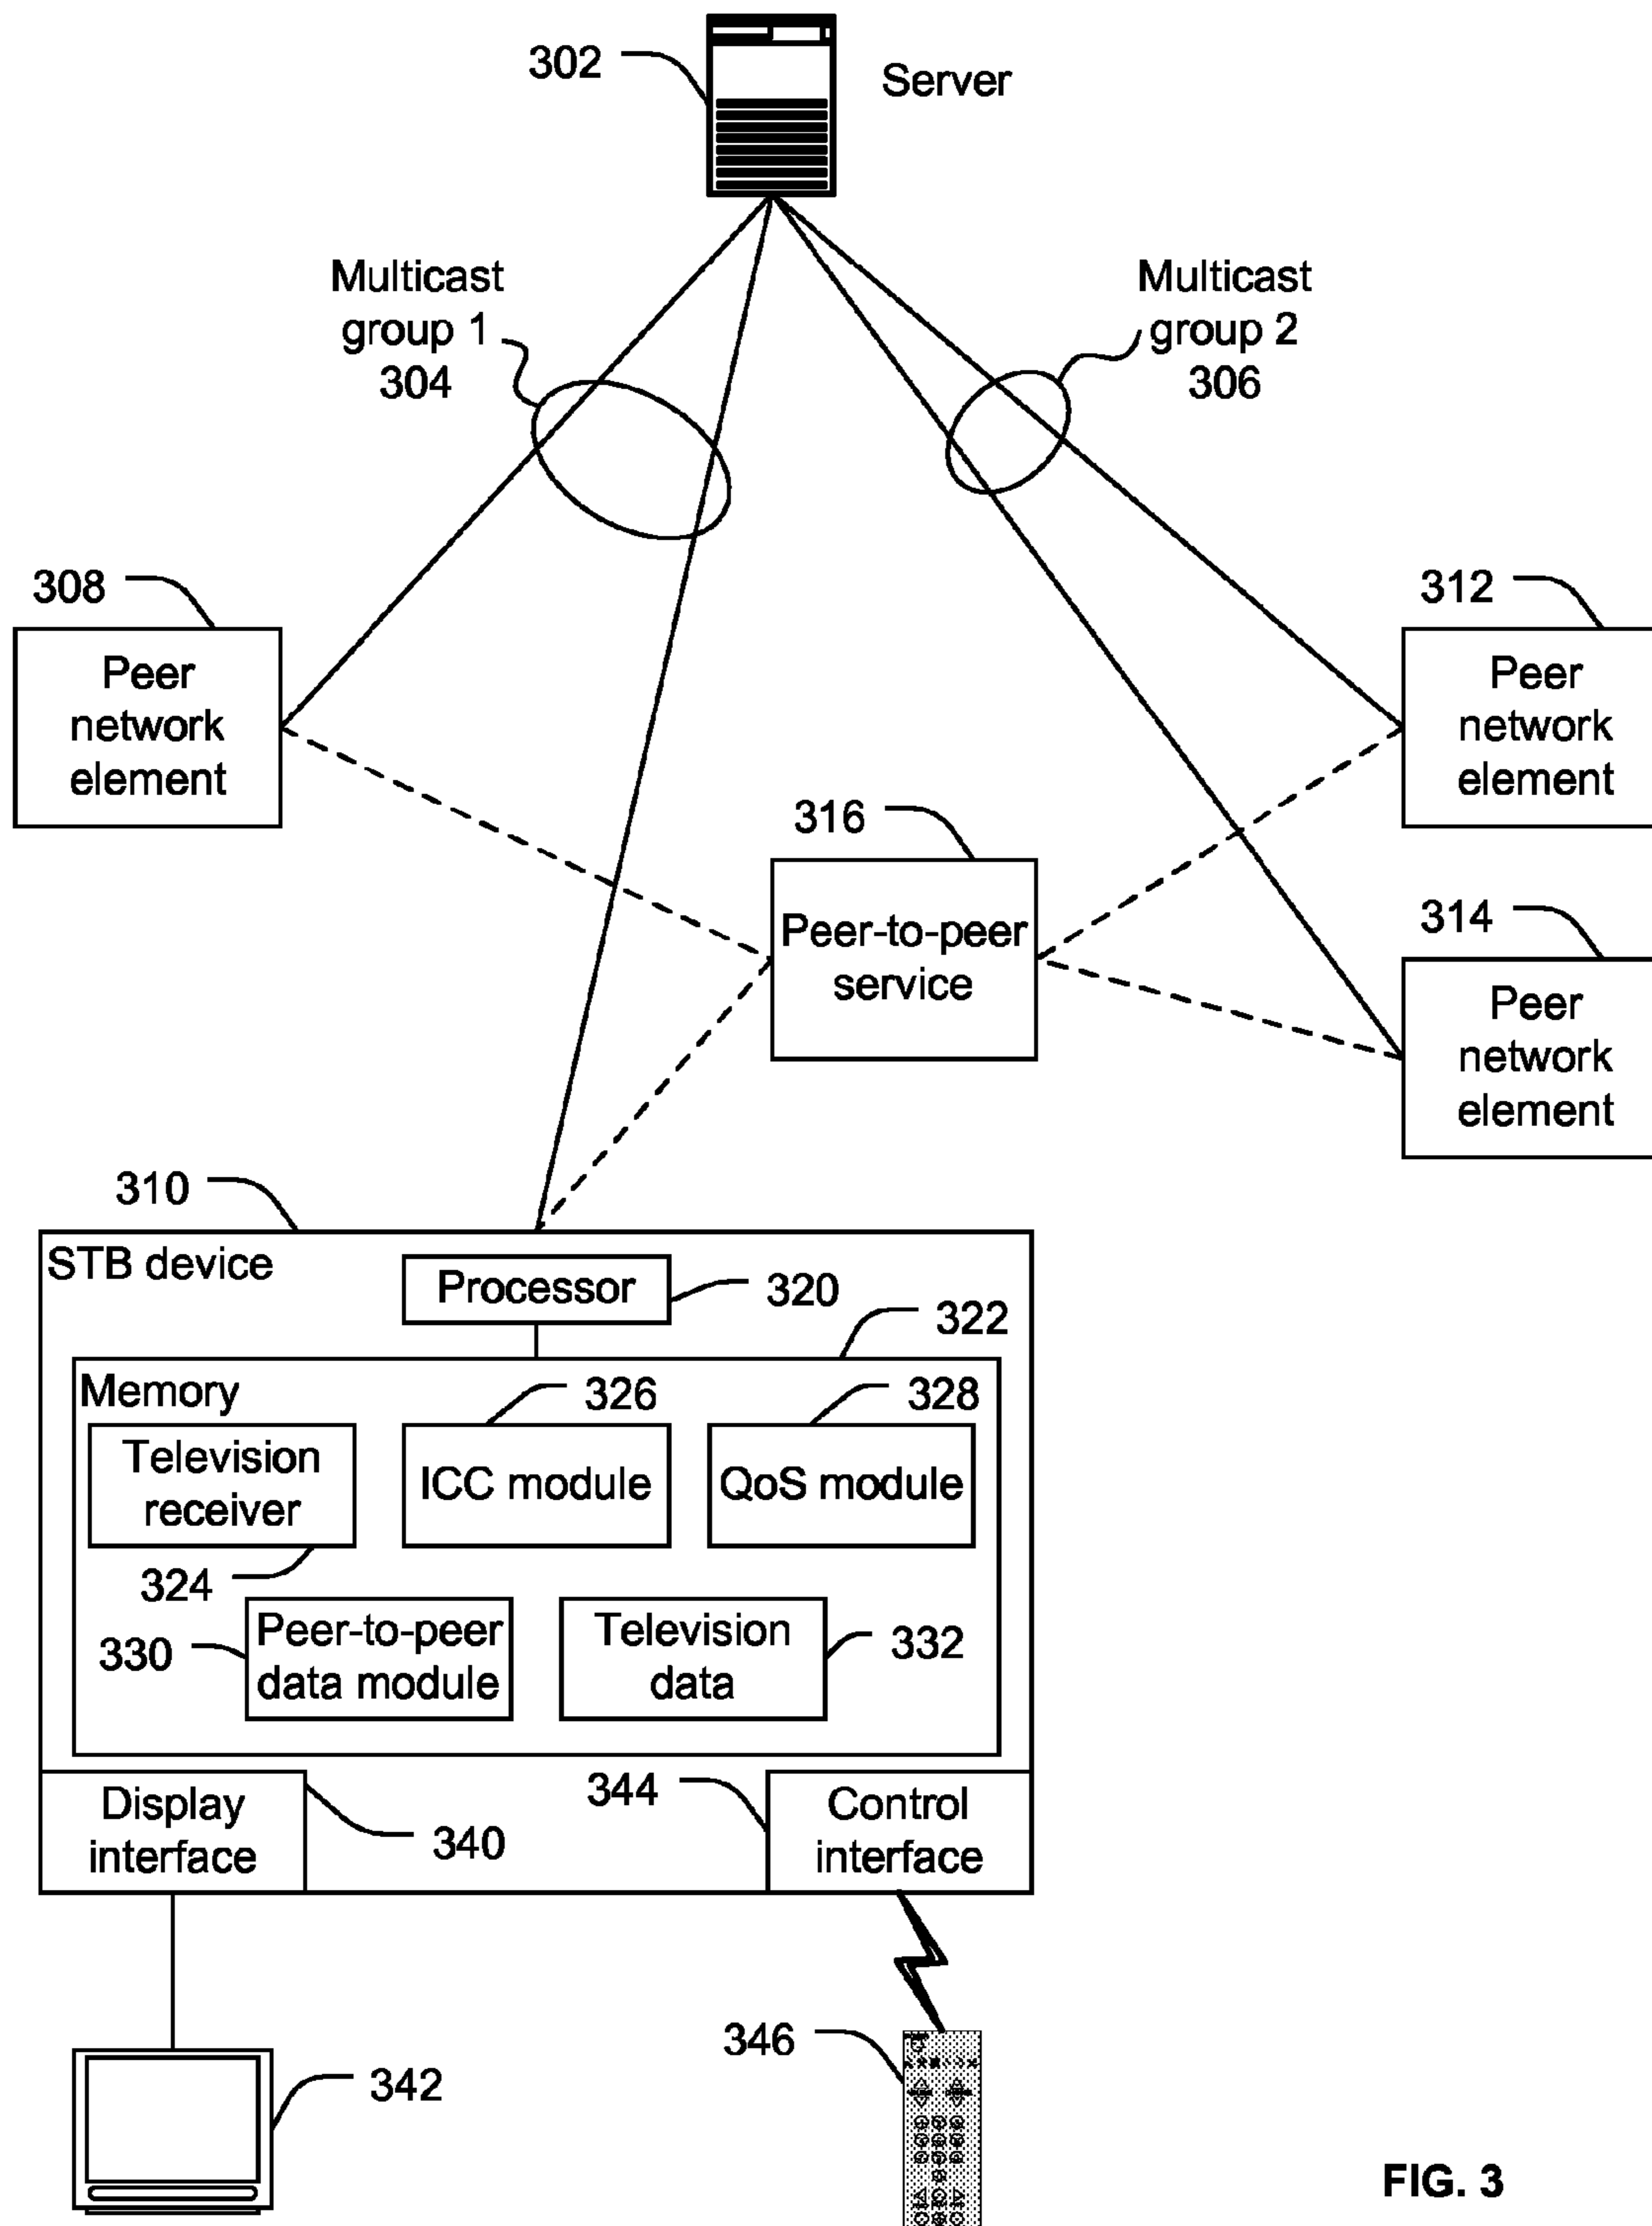 302
Server
Multicast
group 1
304
Multicast
group 2
306
308
Peer
network
element
312
Peer
network
element
316
Peer-to-peer
service
314
Peer
network
element
310
STB device
Processor
320
322
Memory
326
328
Television
receiver
ICC module
QoS module
324
330
Peer-to-peer
data module
Television
data
332
Display
interface
340
344
Control
interface
342
346
FIG. 3